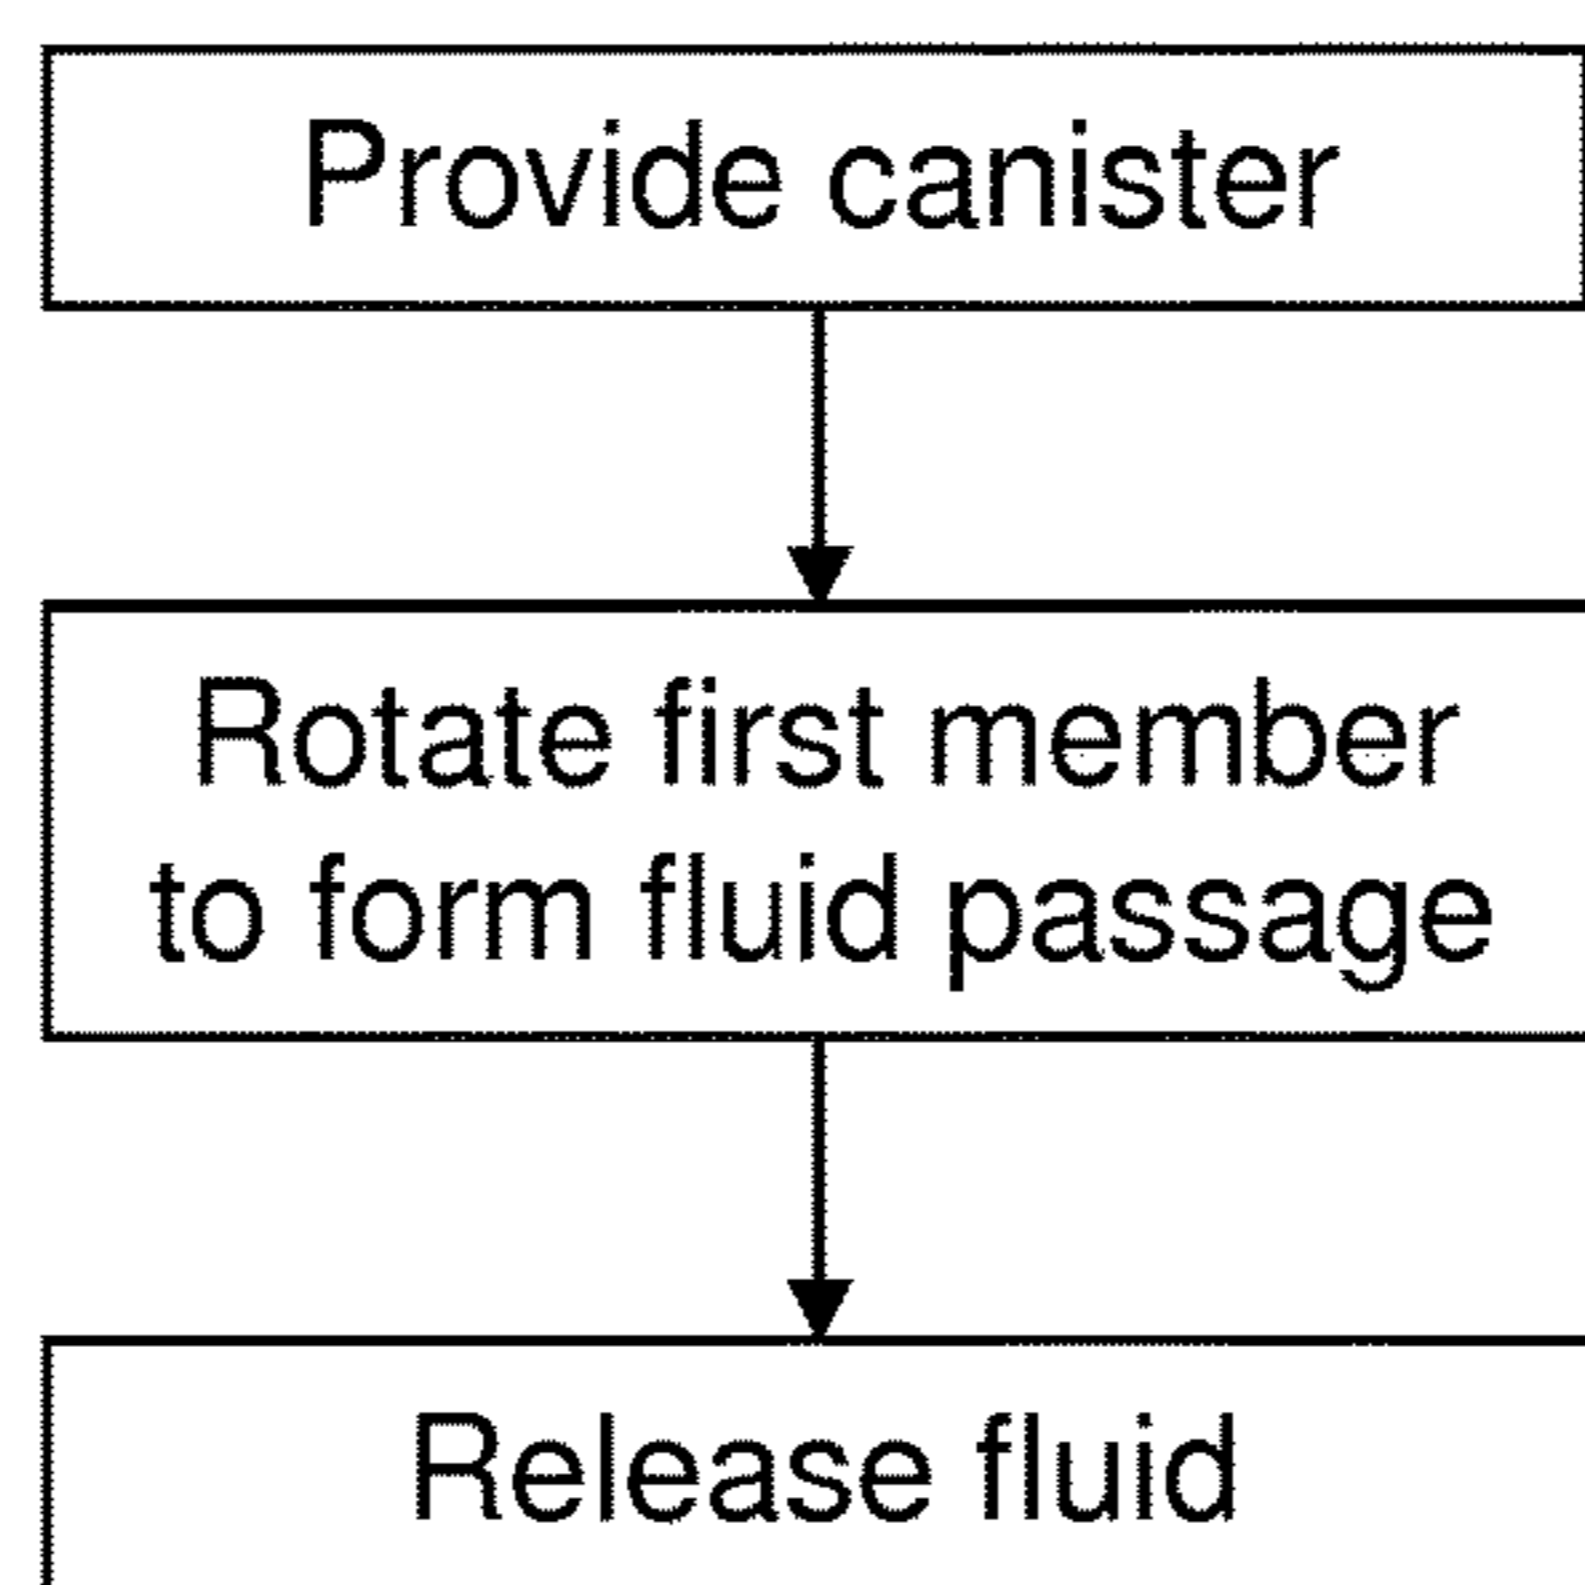 Provide canister
Rotate first member
to form fluid passage
Release fluid